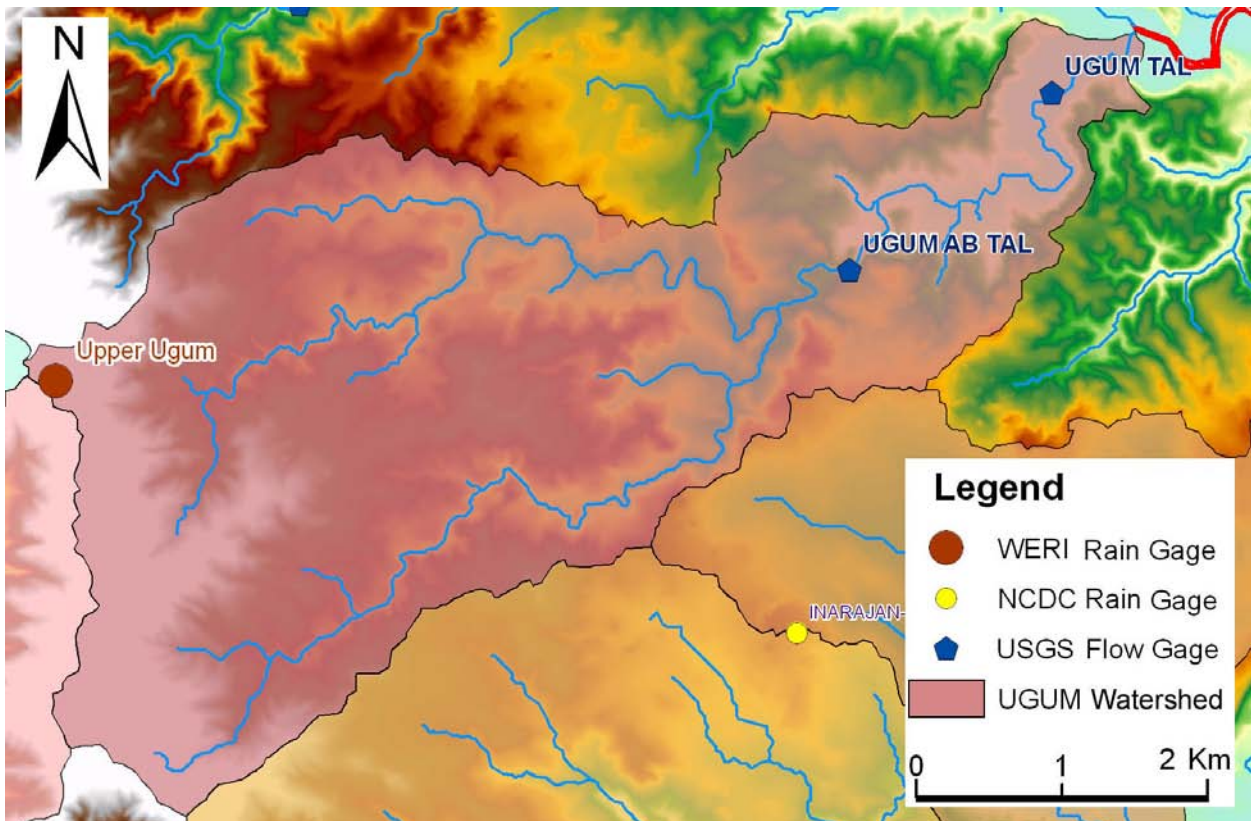 N
UGUM TAL
UGUM AB TAL
Upper Ugum
INARAJAN-
Legend
WERI Rain Gage
NCDC Rain Gage
USGS Flow Gage
UGUM Watershed
0 1 2 Km